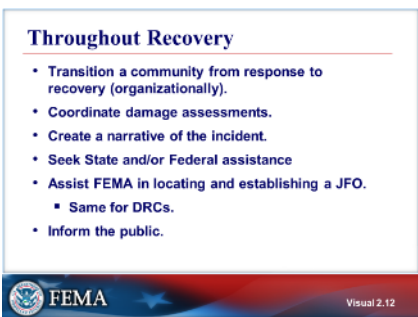 Throughout Recovery
• Transition a community from response to
recovery (organizationally).
• Coordinate damage assessments.
• Create a narrative of the incident.
• Seek State and/or Federal assistance
• Assist FEMA in locating and establishing a JFO.
▪ Same for DRCs.
• Inform the public.
FEMA
Visual 2.12